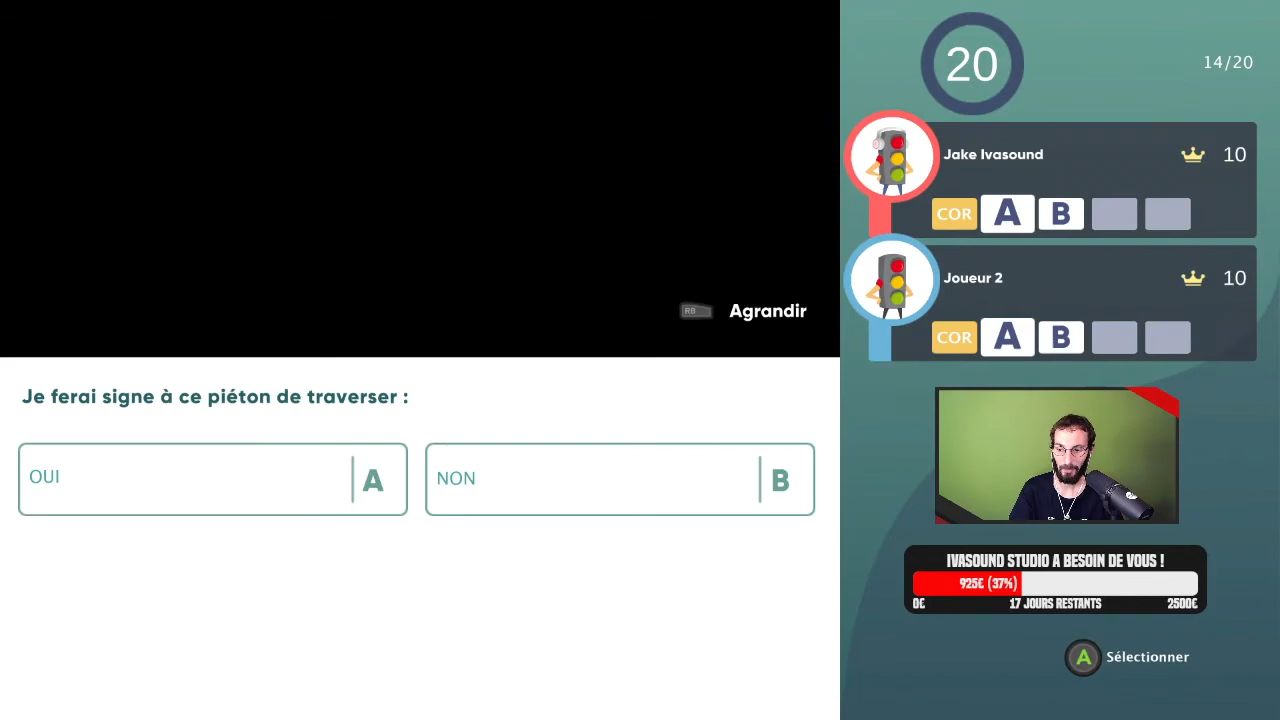 20
14/20
Jake Ivasound
10
COR A B
Joueur 2
10
COR A B
RB Agrandir
Je ferai signe à ce piéton de traverser :
OUI A
NON B
IVASOUND STUDIO A BESOIN DE VOUS !
925€ (37%)
0€ 17 JOURS RESTANTS 2500€
A Sélectionner